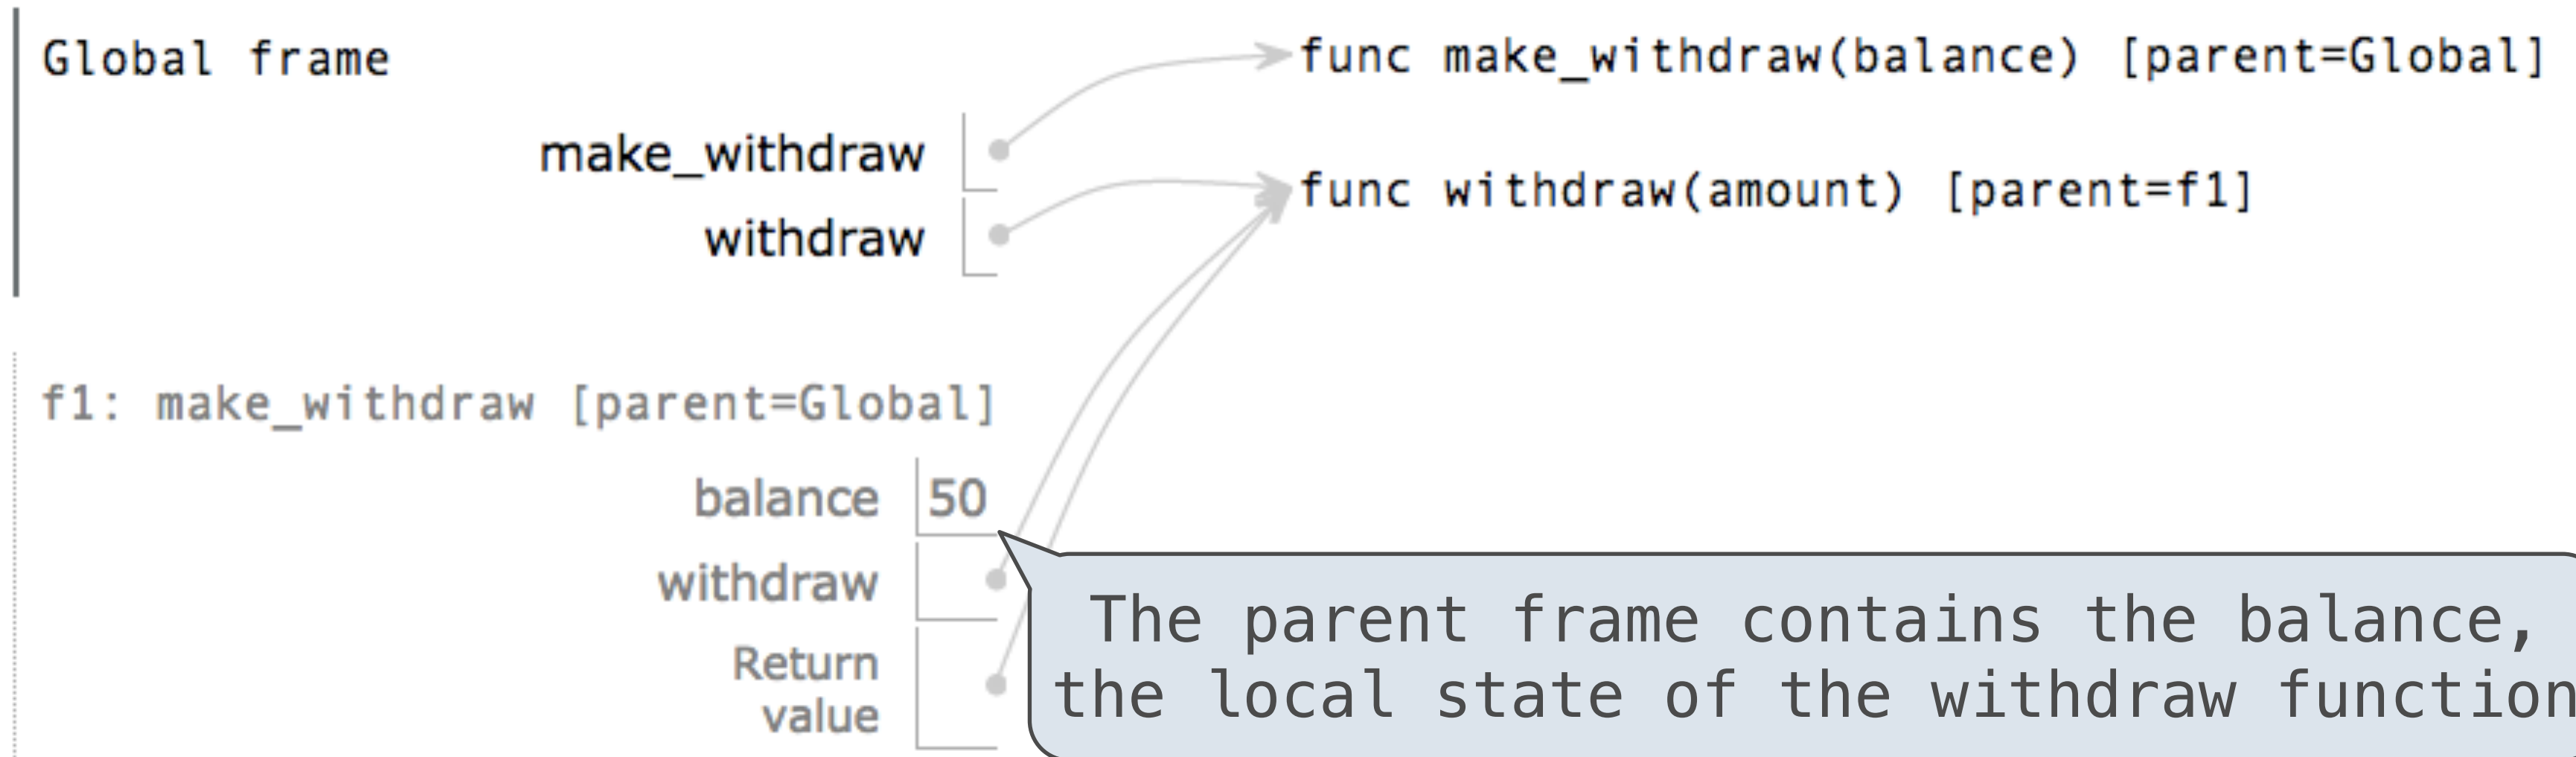 Global frame
func make_withdraw(balance) [parent=Global]
make_withdraw
func withdraw(amount) [parent=f1]
withdraw
f1: make_withdraw [parent=Global]
balance 50
withdraw
Return
value
The parent frame contains the balance,
the local state of the withdraw function